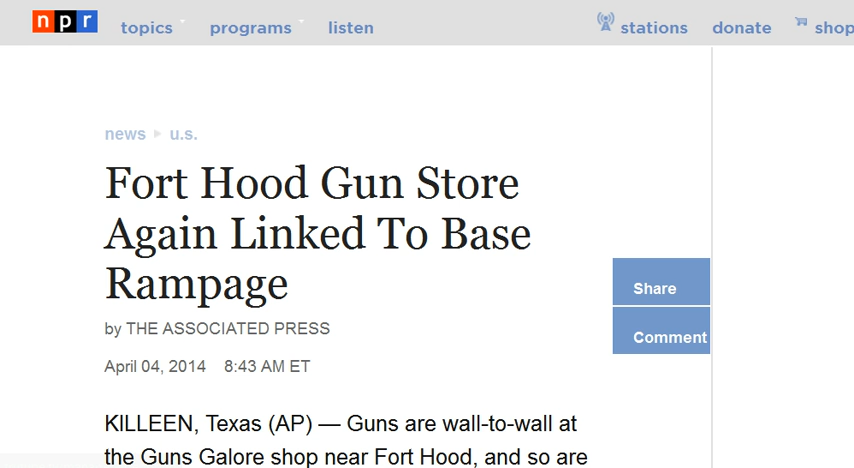 npr topics programs listen stations donate shop
news u.s.
Fort Hood Gun Store
Again Linked To Base
Rampage
Share
by THE ASSOCIATED PRESS
Comment
April 04, 2014 8:43 AM ET
KILLEEN, Texas (AP) — Guns are wall-to-wall at
the Guns Galore shop near Fort Hood, and so are